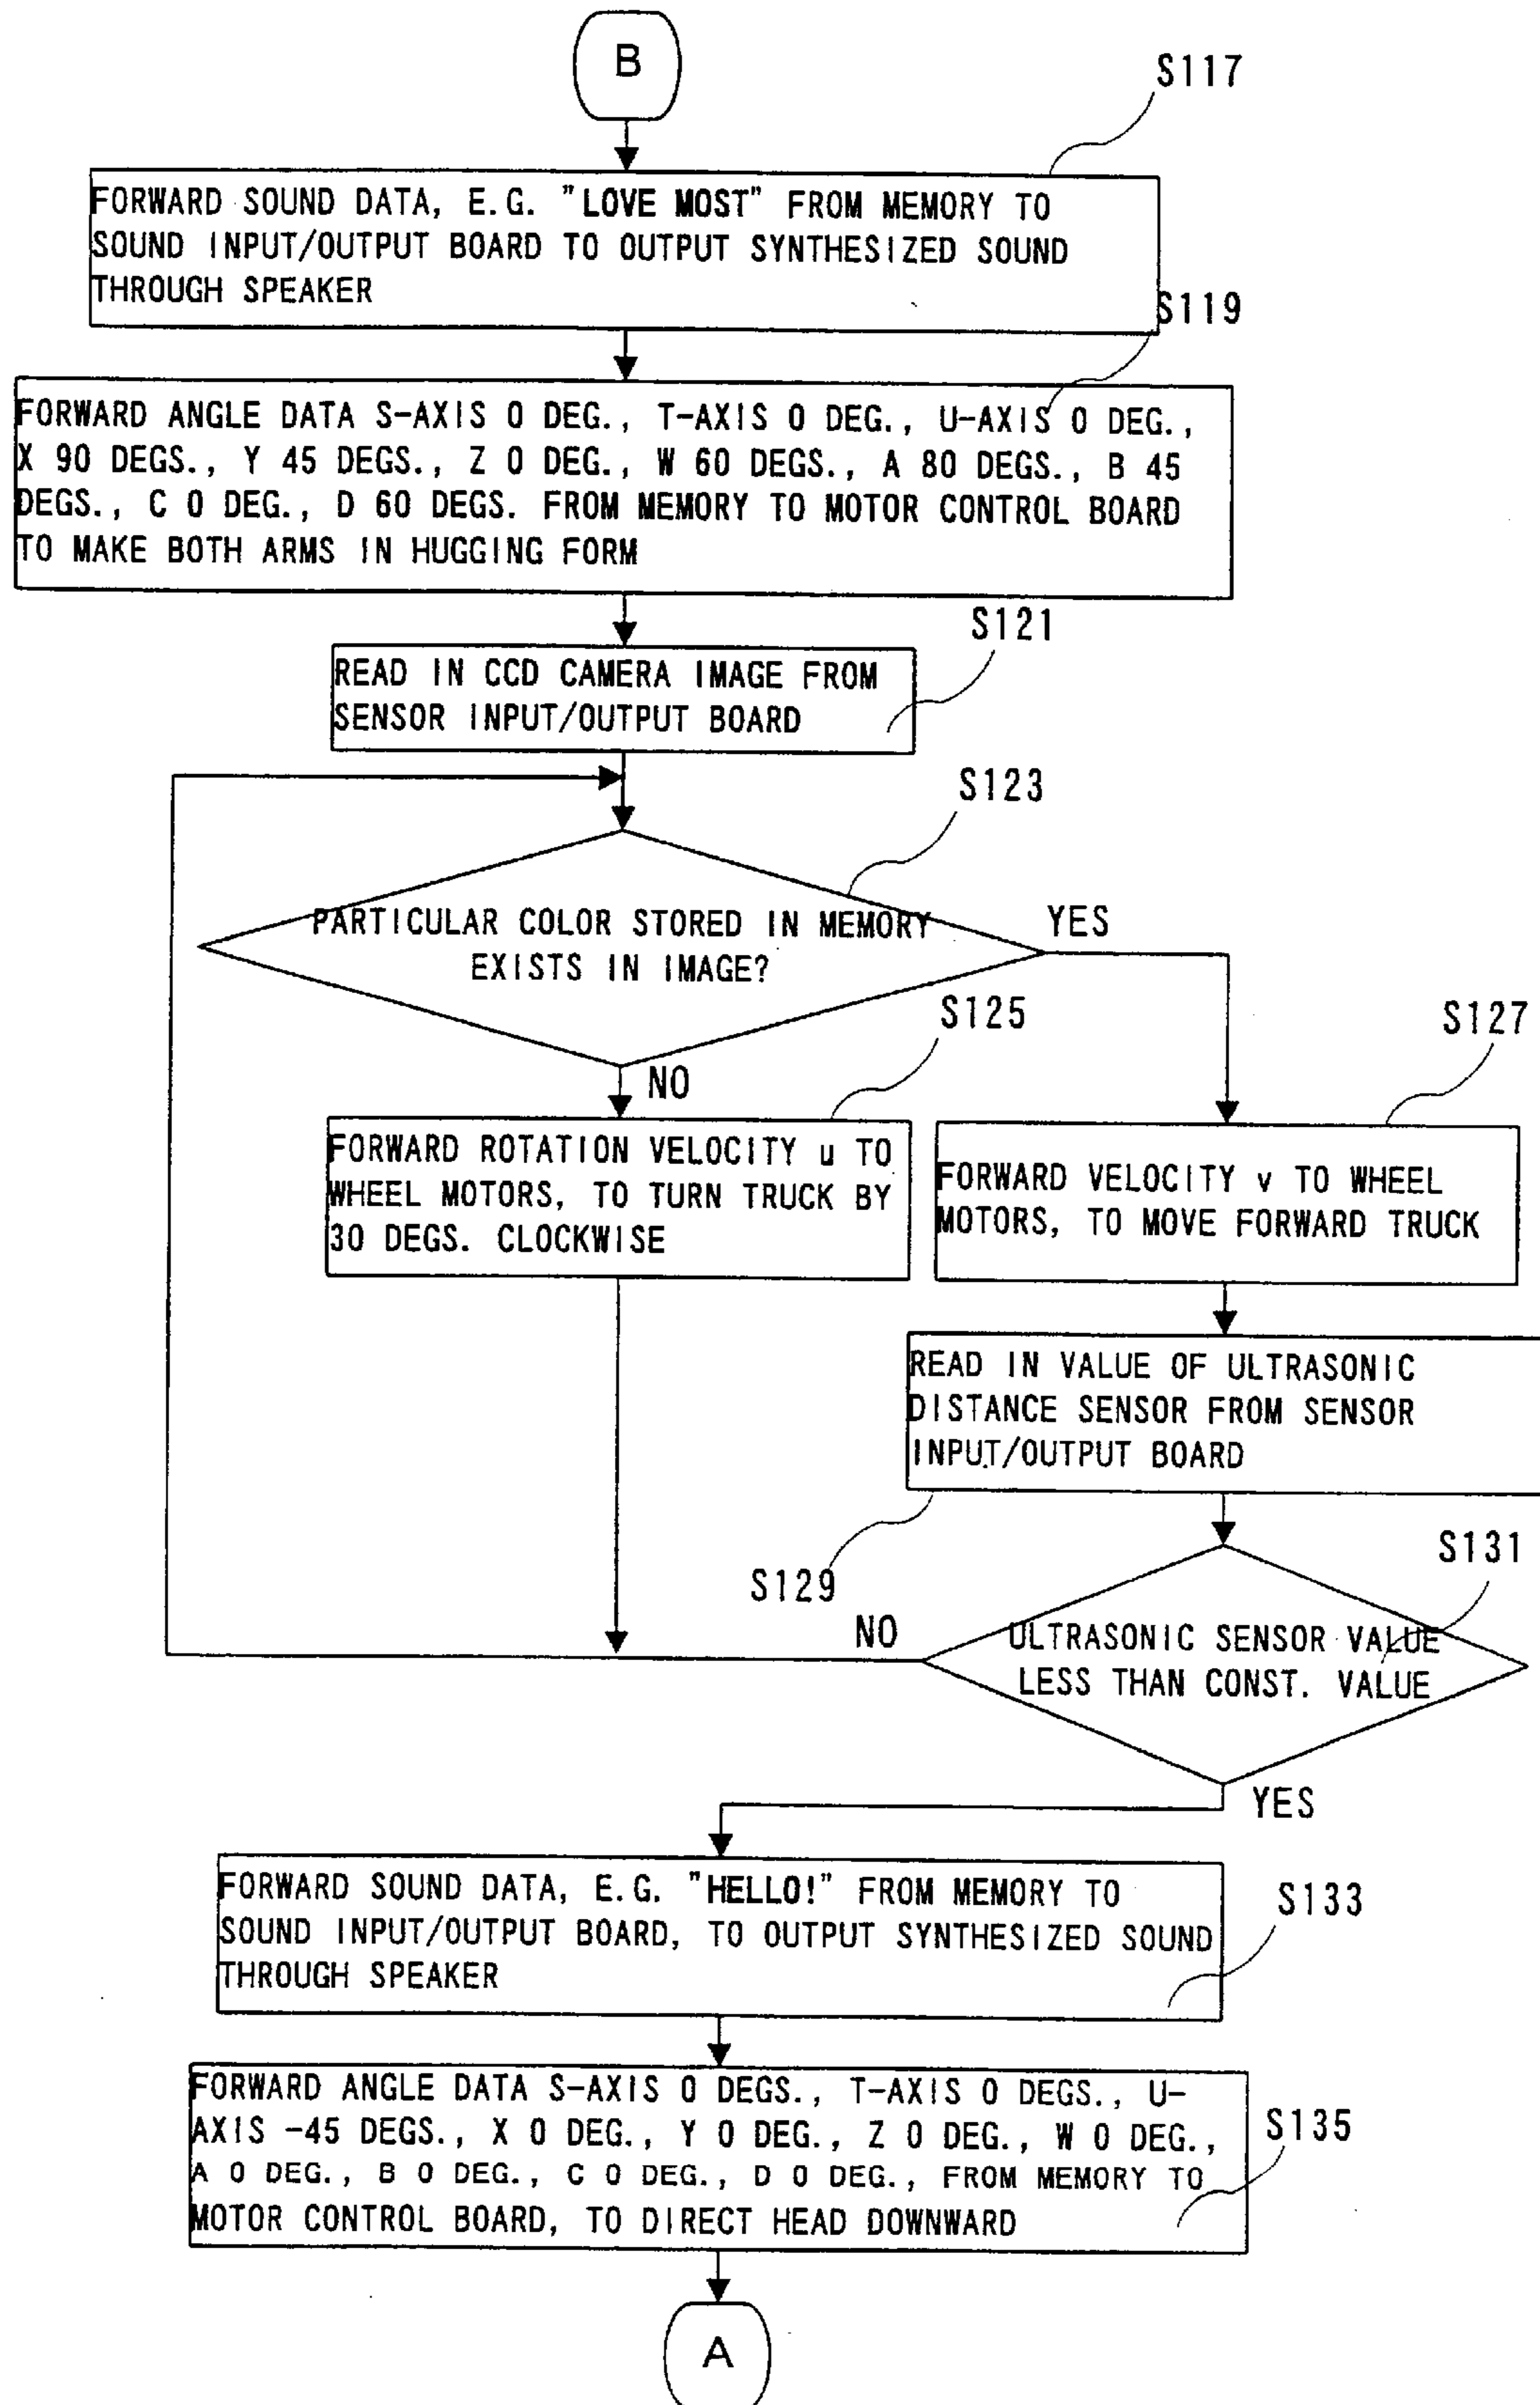 B
S117
FORWARD SOUND DATA, E.G. "LOVE MOST" FROM MEMORY TO
SOUND INPUT/OUTPUT BOARD TO OUTPUT SYNTHESIZED SOUND
THROUGH SPEAKER
S119
FORWARD ANGLE DATA S-AXIS 0 DEG., T-AXIS 0 DEG., U-AXIS 0 DEG.,
X 90 DEGS., Y 45 DEGS., Z 0 DEG., W 60 DEGS., A 80 DEGS., B 45
DEGS., C 0 DEG., D 60 DEGS. FROM MEMORY TO MOTOR CONTROL BOARD
TO MAKE BOTH ARMS IN HUGGING FORM
S121
READ IN CCD CAMERA IMAGE FROM
SENSOR INPUT/OUTPUT BOARD
S123
PARTICULAR COLOR STORED IN MEMORY
EXISTS IN IMAGE?
YES
NO
S125
FORWARD ROTATION VELOCITY u TO
WHEEL MOTORS, TO TURN TRUCK BY
30 DEGS. CLOCKWISE
S127
FORWARD VELOCITY v TO WHEEL
MOTORS, TO MOVE FORWARD TRUCK
READ IN VALUE OF ULTRASONIC
DISTANCE SENSOR FROM SENSOR
INPUT/OUTPUT BOARD
S129
S131
NO
ULTRASONIC SENSOR VALUE
LESS THAN CONST. VALUE
YES
FORWARD SOUND DATA, E.G. "HELLO!" FROM MEMORY TO
SOUND INPUT/OUTPUT BOARD, TO OUTPUT SYNTHESIZED SOUND
THROUGH SPEAKER
S133
FORWARD ANGLE DATA S-AXIS 0 DEGS., T-AXIS 0 DEGS., U-
AXIS -45 DEGS., X 0 DEG., Y 0 DEG., Z 0 DEG., W 0 DEG.,
A 0 DEG., B 0 DEG., C 0 DEG., D 0 DEG., FROM MEMORY TO
MOTOR CONTROL BOARD, TO DIRECT HEAD DOWNWARD
S135
A